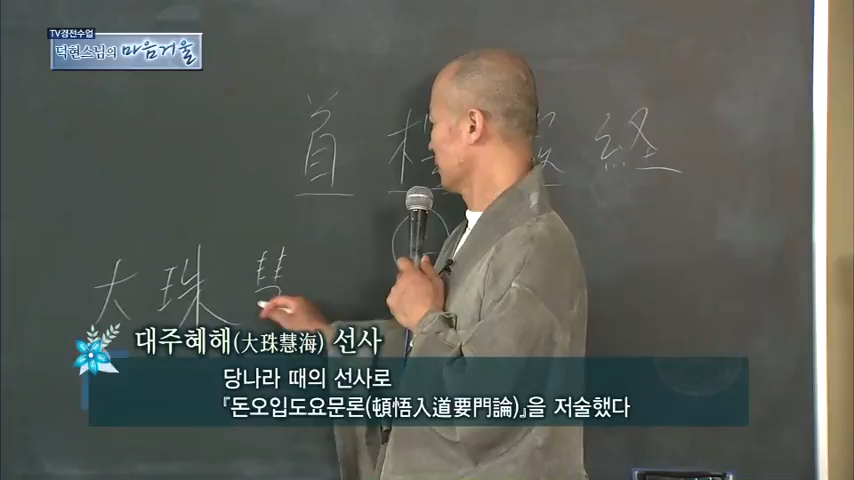 TV경전수업
덕현스님의 마음거울
首 楞 嚴 経
大 珠 彗
대주혜해(大珠慧海) 선사
당나라 때의 선사로
『돈오입도요문론(頓悟入道要門論)』을 저술했다